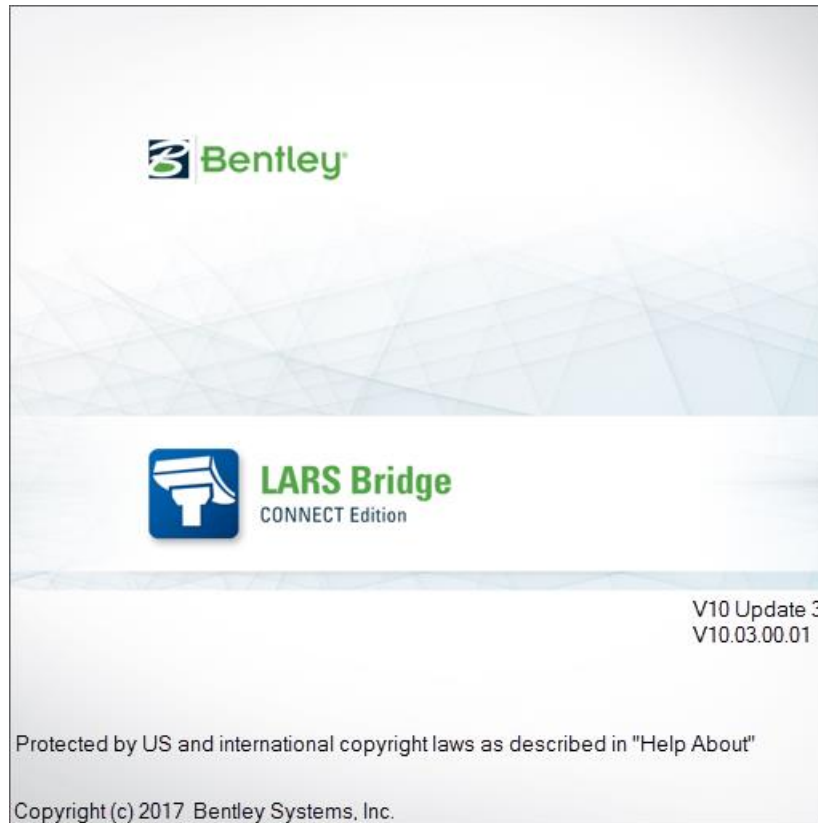 Bentley®
LARS Bridge
CONNECT Edition
V10 Update 3
V10.03.00.01
Protected by US and international copyright laws as described in "Help About"
Copyright (c) 2017 Bentley Systems, Inc.